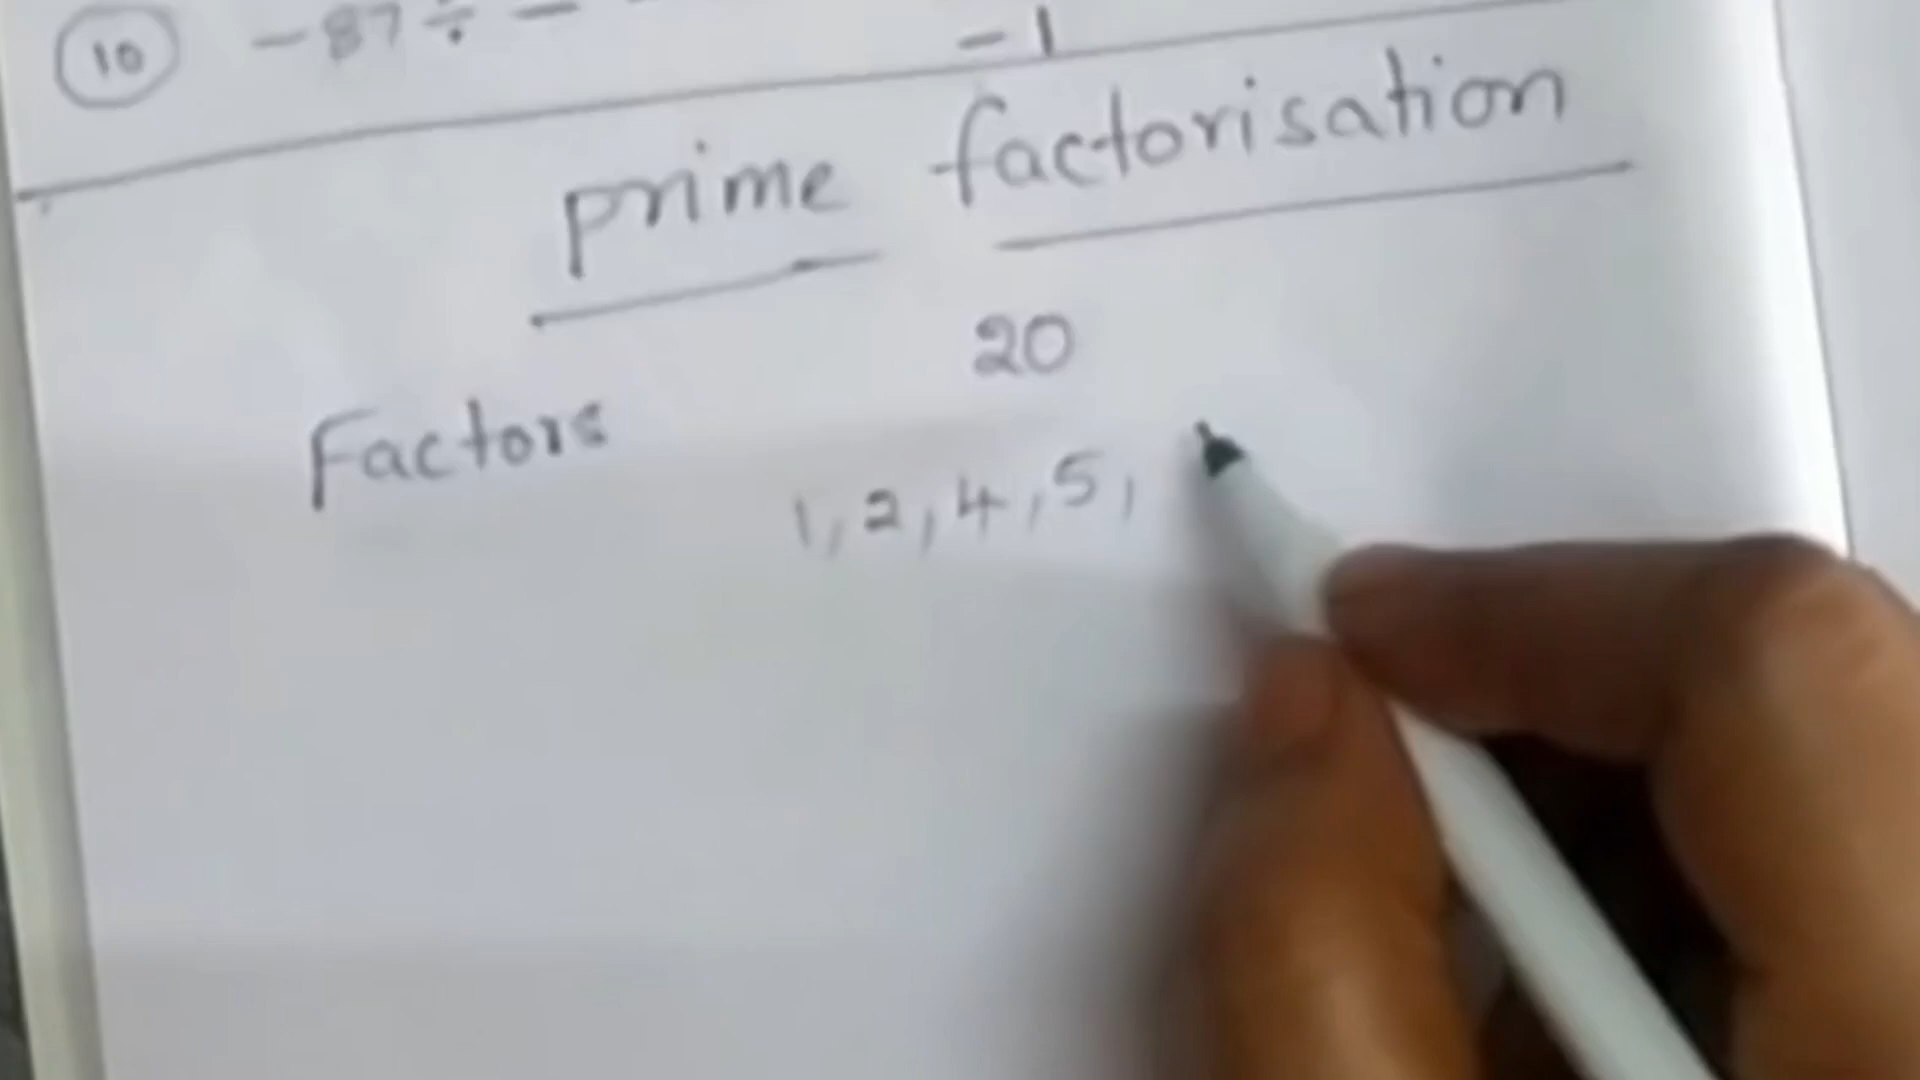 10 -87 ÷ -
-1
prime factorisation
20
Factors
1, 2, 4, 5,